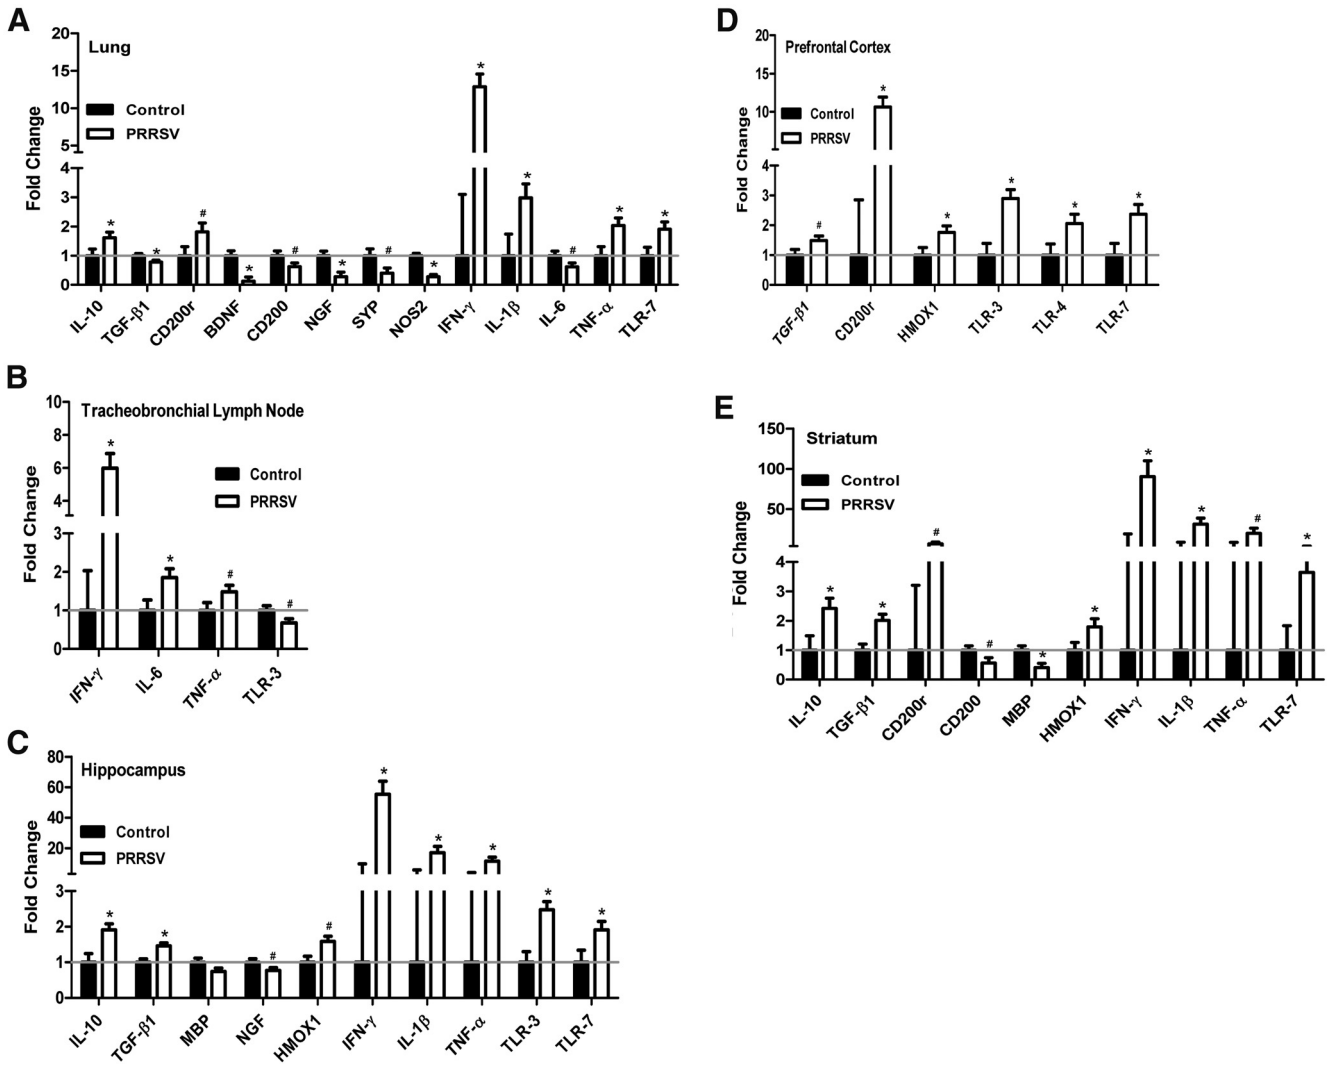 A
Lung
Control
PRRSV
Fold Change
20
15
10
5
4
3
2
1
0
* * # * # * # * * * # * *
IL-10 TGF-β1 CD200r BDNF CD200 NGF SYP NOS2 IFN-γ IL-1β IL-6 TNF-α TLR-7
B
Tracheobronchial Lymph Node
Control
PRRSV
Fold Change
10
8
6
4
3
2
1
0
* * # #
IFN-γ IL-6 TNF-α TLR-3
C
Hippocampus
Control
PRRSV
Fold Change
80
60
40
20
3
2
1
0
* * # # * * * * *
IL-10 TGF-β1 MBP NGF HMOX1 IFN-γ IL-1β TNF-α TLR-3 TLR-7
D
Prefrontal Cortex
Control
PRRSV
Fold Change
20
15
10
4
3
2
1
0
# * * * * *
TGF-β1 CD200r HMOX1 TLR-3 TLR-4 TLR-7
E
Striatum
Control
PRRSV
Fold Change
150
100
50
4
3
2
1
0
* * # # * * * * # *
IL-10 TGF-β1 CD200r CD200 MBP HMOX1 IFN-γ IL-1β TNF-α TLR-7